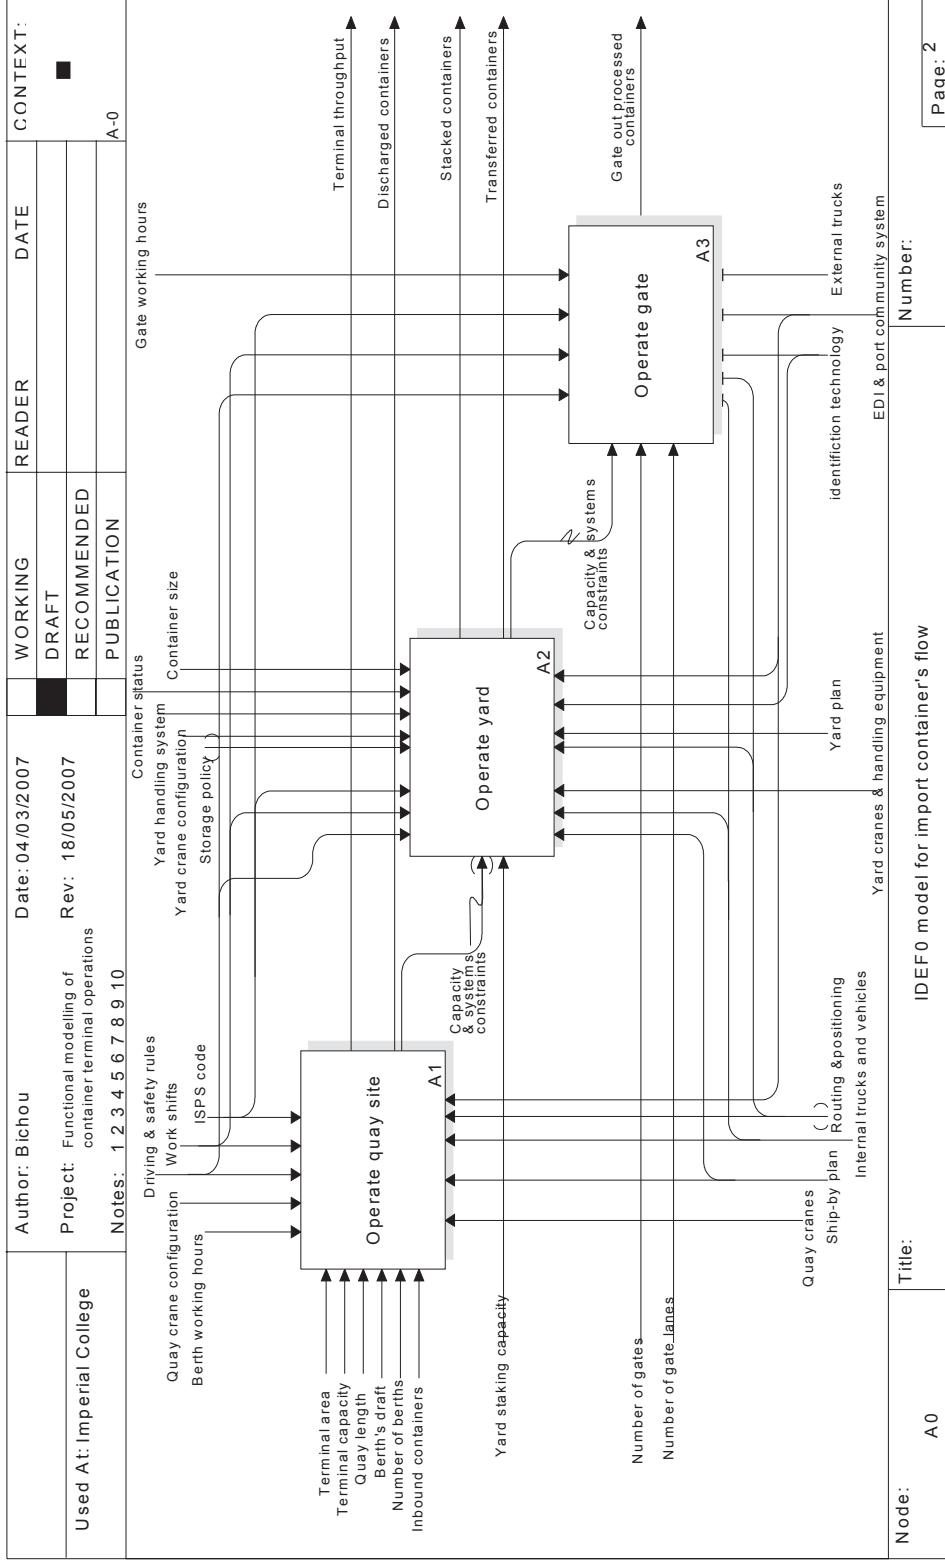 Used At: Imperial College
Author: Bichou
Date: 04/03/2007
Project: Functional modelling of
container terminal operations
Rev: 18/05/2007
Notes: 1 2 3 4 5 6 7 8 9 10
WORKING
DRAFT
RECOMMENDED
PUBLICATION
READER
DATE
CONTEXT:
A-0
Quay crane configuration
Berth working hours
Driving & safety rules
Work shifts
ISPS code
Container status
Yard handling system
Yard crane configuration
Storage policy
Container size
Gate working hours
Terminal area
Terminal capacity
Quay length
Berth's draft
Number of berths
Inbound containers
Operate quay site
A1
Capacity
& systems
constraints
Yard staking capacity
Operate yard
A2
Capacity & systems
constraints
Number of gates
Number of gate lanes
Operate gate
A3
Terminal throughput
Discharged containers
Stacked containers
Transferred containers
Gate out processed
containers
Quay cranes
Ship-by plan
Routing &positioning
Internal trucks and vehicles
Yard plan
Yard cranes & handling equipment
identifiction technology
External trucks
EDI & port community system
Node:
A0
Title:
IDEF0 model for import container's flow
Number:
Page: 2